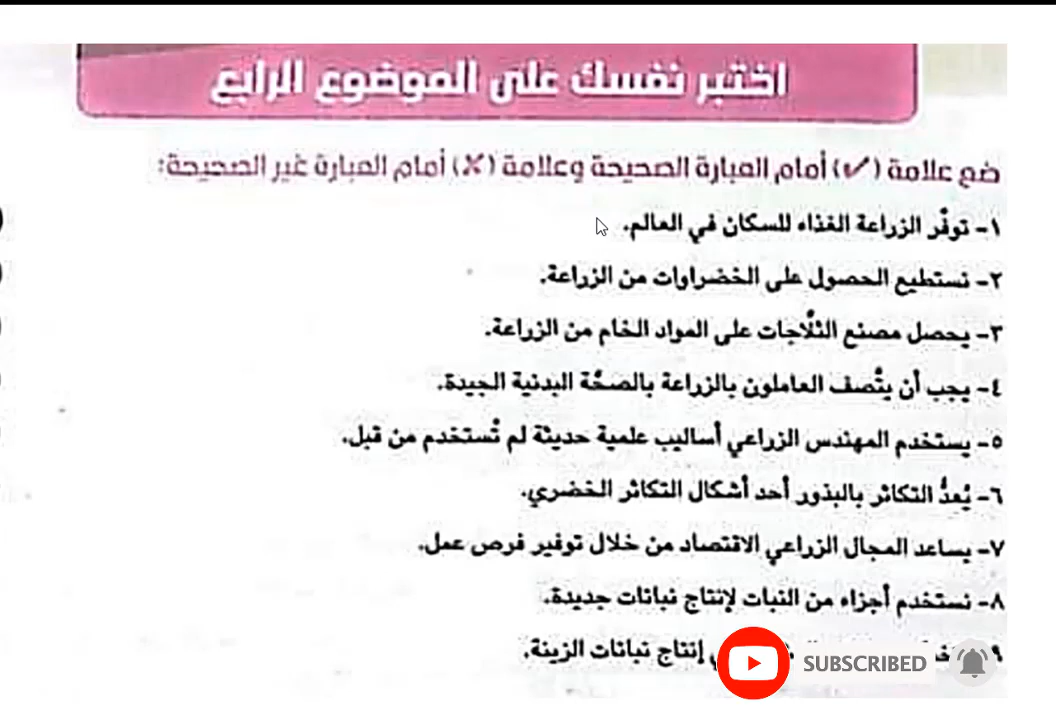 اختبر نفسك على الموضوع الرابع
ضع علامة (✓) أمام العبارة الصحيحة وعلامة (✗) أمام العبارة غير الصحيحة:
١- توفّر الزراعة الغذاء للسكان في العالم.
٢- نستطيع الحصول على الخضراوات من الزراعة.
٣- يحصل مصنع الثلّاجات على المواد الخام من الزراعة.
٤- يجب أن يتّصف العاملون بالزراعة بالصحّة البدنية الجيدة.
٥- يستخدم المهندس الزراعي أساليب علمية حديثة لم تُستخدم من قبل.
٦- يُعدُّ التكاثر بالبذور أحد أشكال التكاثر الخضري.
٧- يساعد المجال الزراعي الاقتصاد من خلال توفير فرص عمل.
٨- نستخدم أجزاء من النبات لإنتاج نباتات جديدة.
٩ إنتاج نباتات الزينة.
SUBSCRIBED